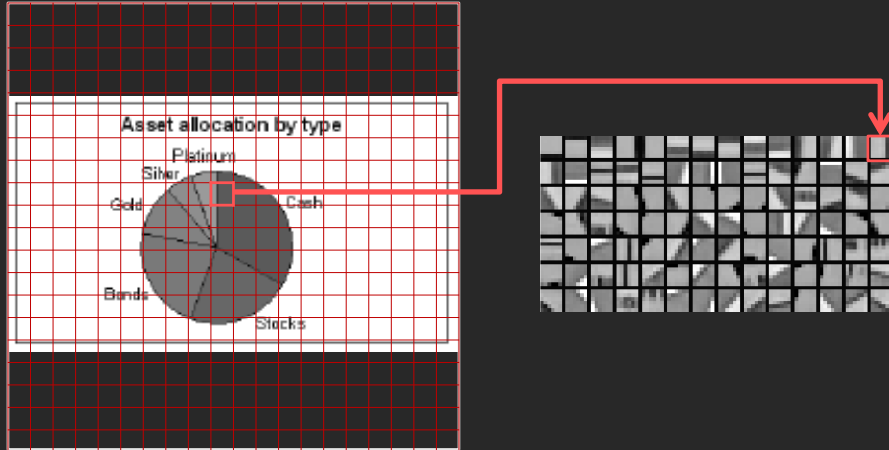 Asset allocation by type
Platinum
Silver
Gold
Cash
Bonds
Stocks